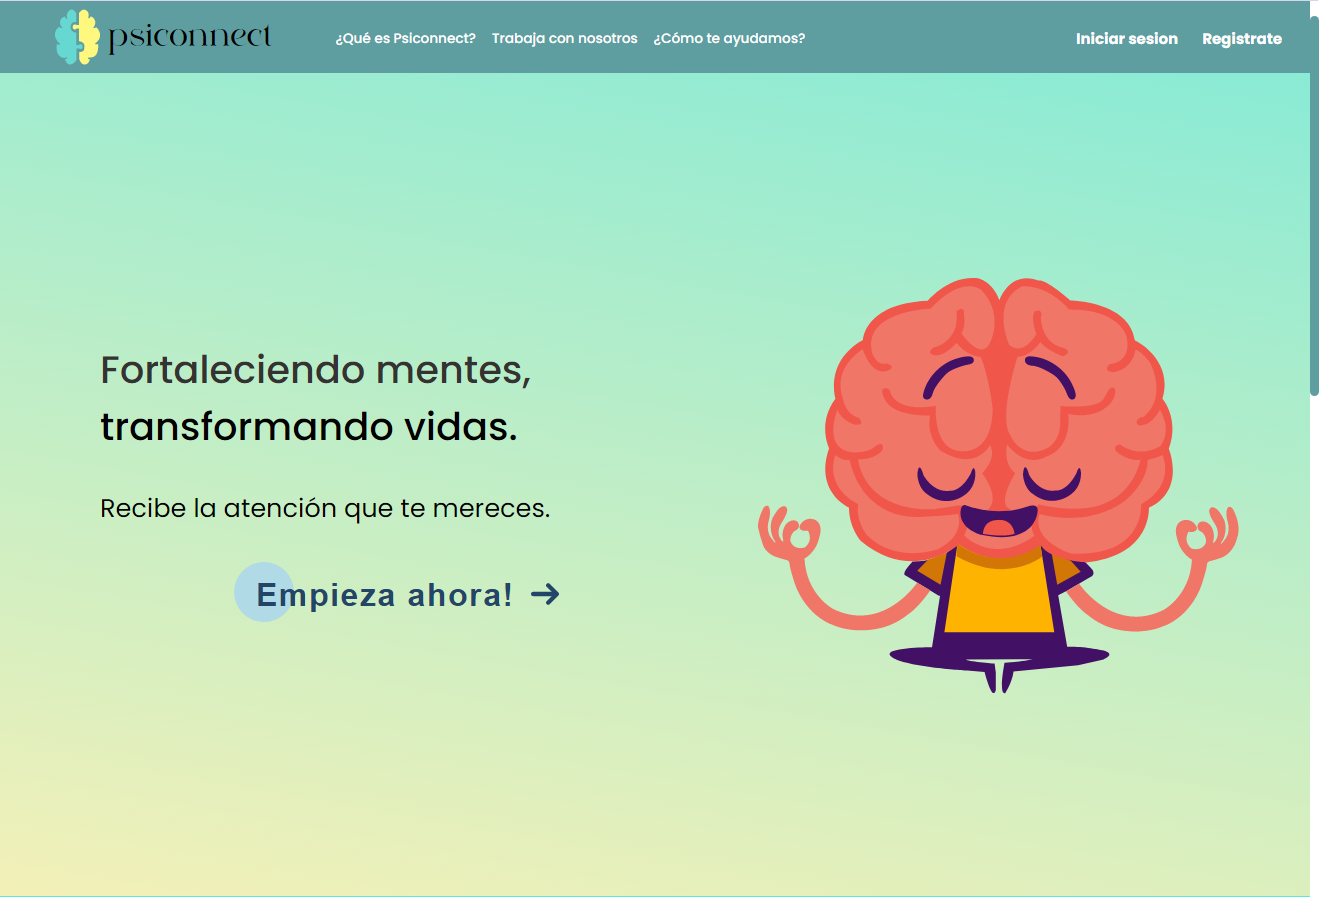 psiconnect
¿Qué es Psiconnect? Trabaja con nosotros ¿Cómo te ayudamos?
Iniciar sesion Registrate
Fortaleciendo mentes,
transformando vidas.
Recibe la atención que te mereces.
Empieza ahora! →